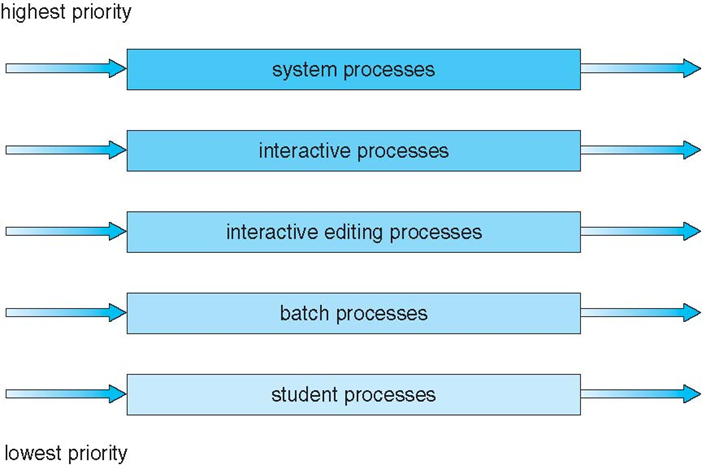 highest priority
system processes
interactive processes
interactive editing processes
batch processes
student processes
lowest priority